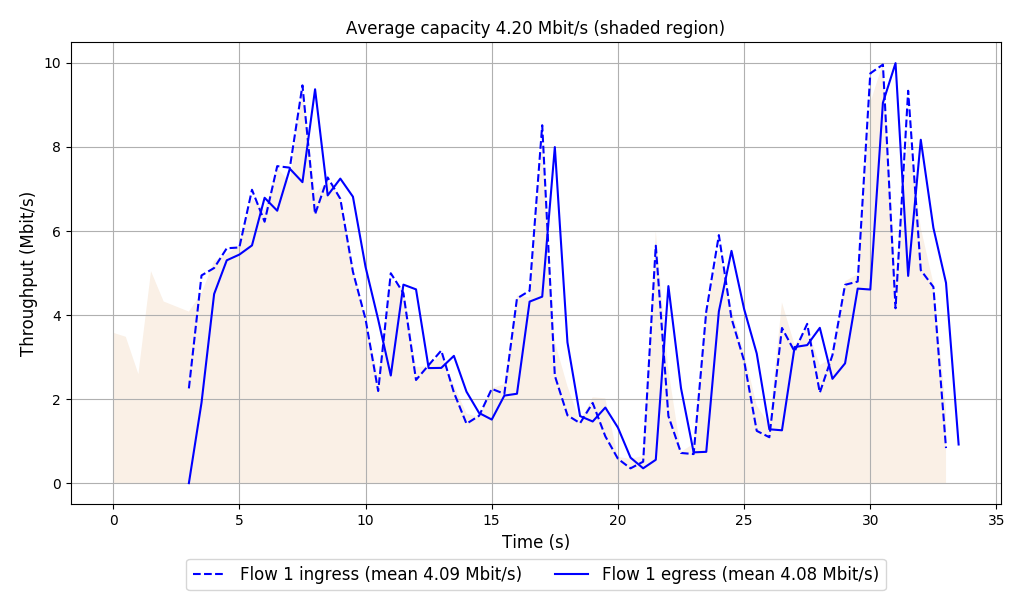 Average capacity 4.20 Mbit/s (shaded region)
Throughput (Mbit/s)
10
8
6
4
2
0
0 5 10 15 20 25 30 35
Time (s)
Flow 1 ingress (mean 4.09 Mbit/s) Flow 1 egress (mean 4.08 Mbit/s)